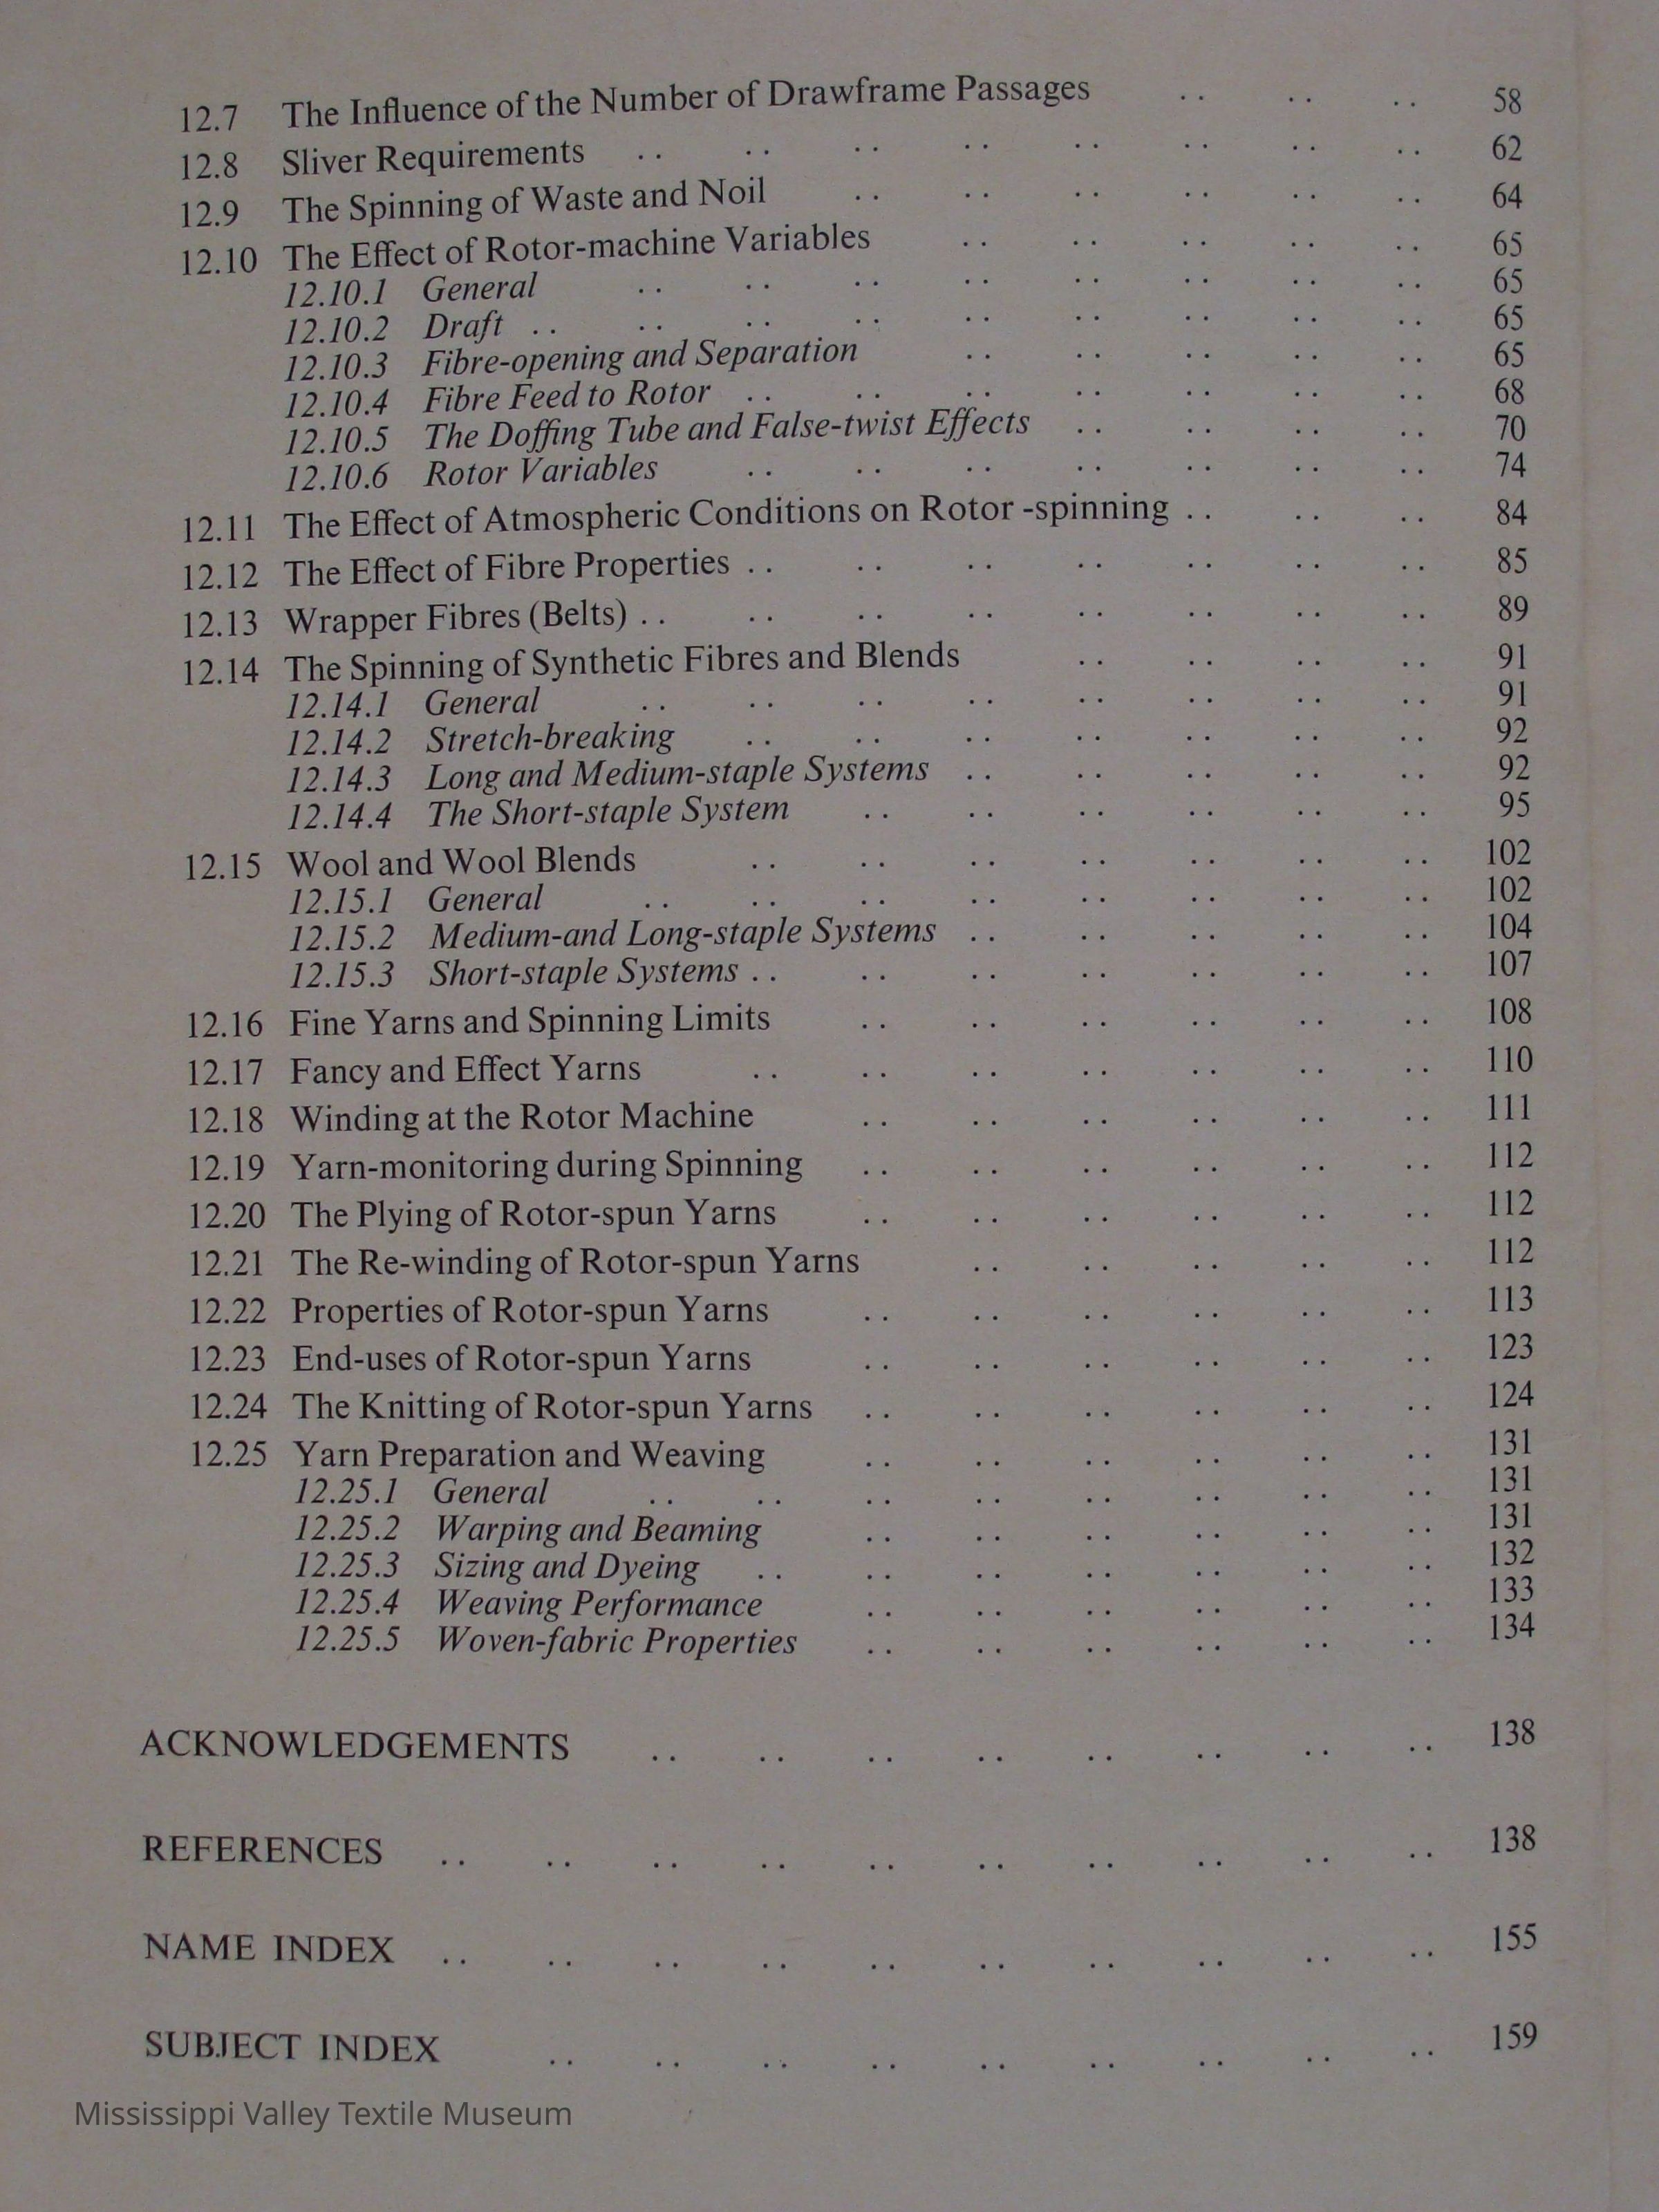 12.7 The Influence of the Number of Drawframe Passages .. .. .. 58
12.8 Sliver Requirements .. .. .. .. .. .. .. .. 62
12.9 The Spinning of Waste and Noil .. .. .. .. .. .. 64
12.10 The Effect of Rotor-machine Variables .. .. .. .. .. 65
12.10.1 General .. .. .. .. .. .. .. .. 65
12.10.2 Draft .. .. .. .. .. .. .. .. .. 65
12.10.3 Fibre-opening and Separation .. .. .. .. .. 65
12.10.4 Fibre Feed to Rotor .. .. .. .. .. .. .. 68
12.10.5 The Doffing Tube and False-twist Effects .. .. .. .. 70
12.10.6 Rotor Variables .. .. .. .. .. .. .. 74
12.11 The Effect of Atmospheric Conditions on Rotor -spinning .. .. .. 84
12.12 The Effect of Fibre Properties .. .. .. .. .. .. .. 85
12.13 Wrapper Fibres (Belts) .. .. .. .. .. .. .. .. 89
12.14 The Spinning of Synthetic Fibres and Blends .. .. .. .. 91
12.14.1 General .. .. .. .. .. .. .. .. 91
12.14.2 Stretch-breaking .. .. .. .. .. .. .. 92
12.14.3 Long and Medium-staple Systems .. .. .. .. .. 92
12.14.4 The Short-staple System .. .. .. .. .. .. 95
12.15 Wool and Wool Blends .. .. .. .. .. .. .. 102
12.15.1 General .. .. .. .. .. .. .. .. 102
12.15.2 Medium-and Long-staple Systems .. .. .. .. .. 104
12.15.3 Short-staple Systems .. .. .. .. .. .. .. 107
12.16 Fine Yarns and Spinning Limits .. .. .. .. .. .. 108
12.17 Fancy and Effect Yarns .. .. .. .. .. .. .. 110
12.18 Winding at the Rotor Machine .. .. .. .. .. .. 111
12.19 Yarn-monitoring during Spinning .. .. .. .. .. .. 112
12.20 The Plying of Rotor-spun Yarns .. .. .. .. .. .. 112
12.21 The Re-winding of Rotor-spun Yarns .. .. .. .. .. 112
12.22 Properties of Rotor-spun Yarns .. .. .. .. .. .. 113
12.23 End-uses of Rotor-spun Yarns .. .. .. .. .. .. 123
12.24 The Knitting of Rotor-spun Yarns .. .. .. .. .. .. 124
12.25 Yarn Preparation and Weaving .. .. .. .. .. .. 131
12.25.1 General .. .. .. .. .. .. .. .. 131
12.25.2 Warping and Beaming .. .. .. .. .. .. 131
12.25.3 Sizing and Dyeing .. .. .. .. .. .. .. 132
12.25.4 Weaving Performance .. .. .. .. .. .. 133
12.25.5 Woven-fabric Properties .. .. .. .. .. .. 134
ACKNOWLEDGEMENTS .. .. .. .. .. .. .. .. 138
REFERENCES .. .. .. .. .. .. .. .. .. .. 138
NAME INDEX .. .. .. .. .. .. .. .. .. .. 155
SUBJECT INDEX .. .. .. .. .. .. .. .. .. 159
Mississippi Valley Textile Museum